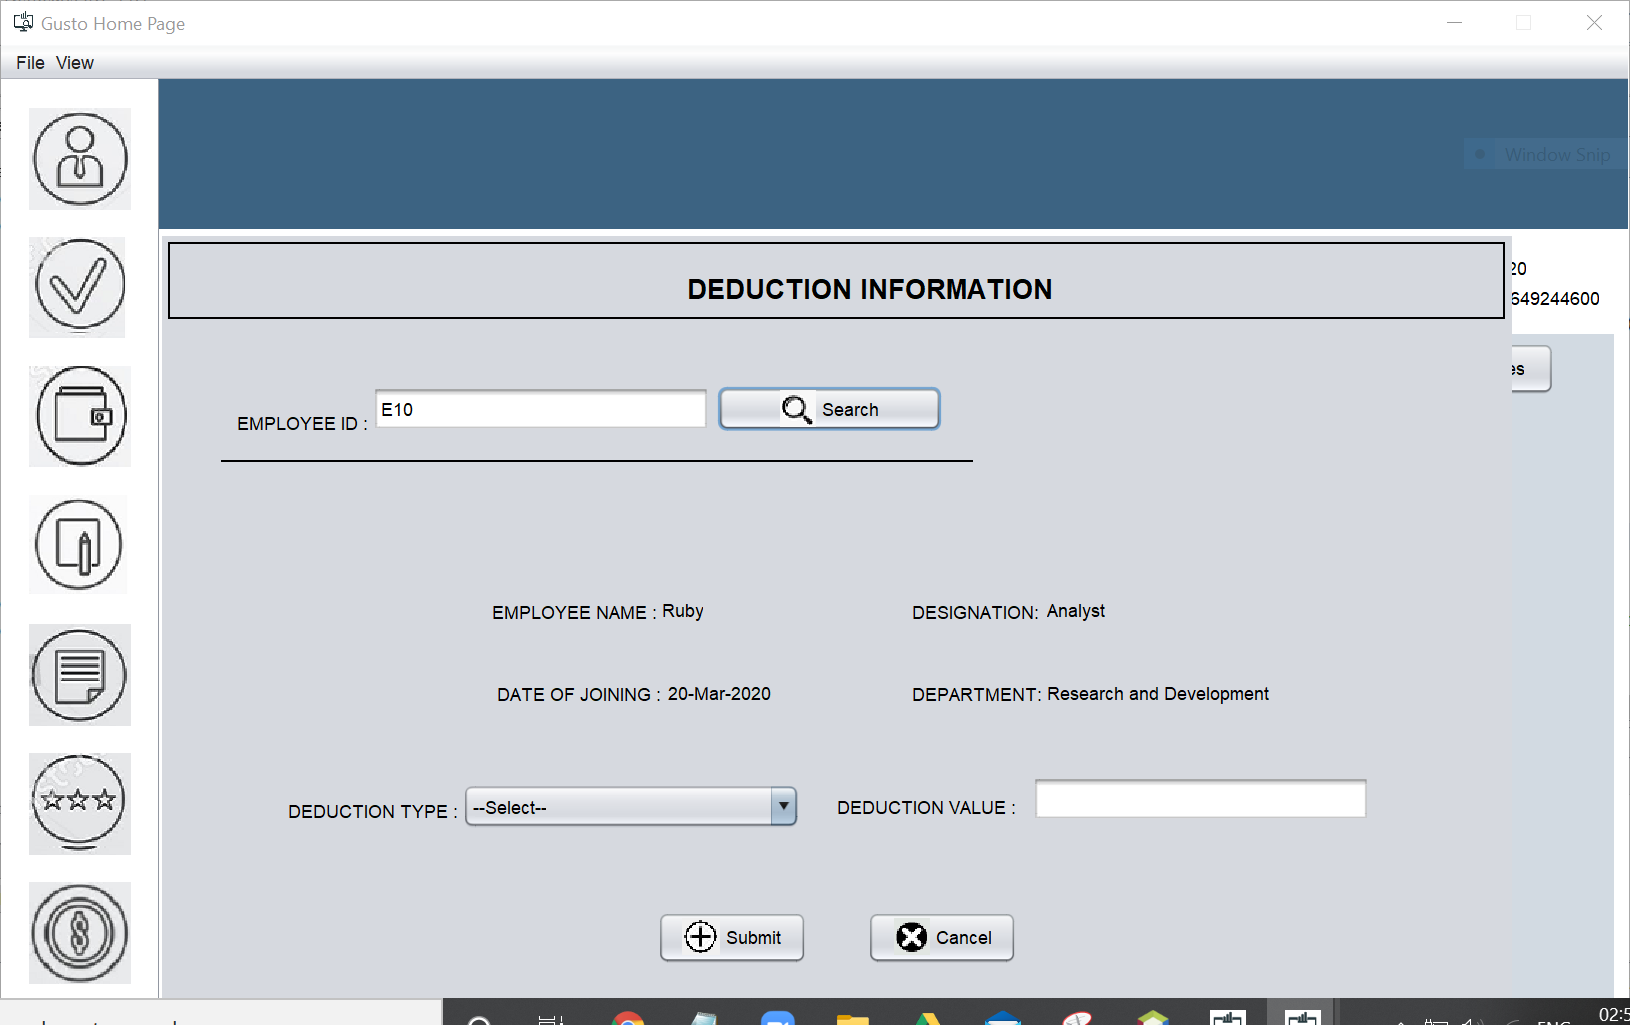 Gusto Home Page
File View
Window Snip
DEDUCTION INFORMATION
20
649244600
es
EMPLOYEE ID : E10 Search
EMPLOYEE NAME : Ruby DESIGNATION: Analyst
DATE OF JOINING : 20-Mar-2020 DEPARTMENT: Research and Development
DEDUCTION TYPE : --Select-- DEDUCTION VALUE :
Submit Cancel
02:5